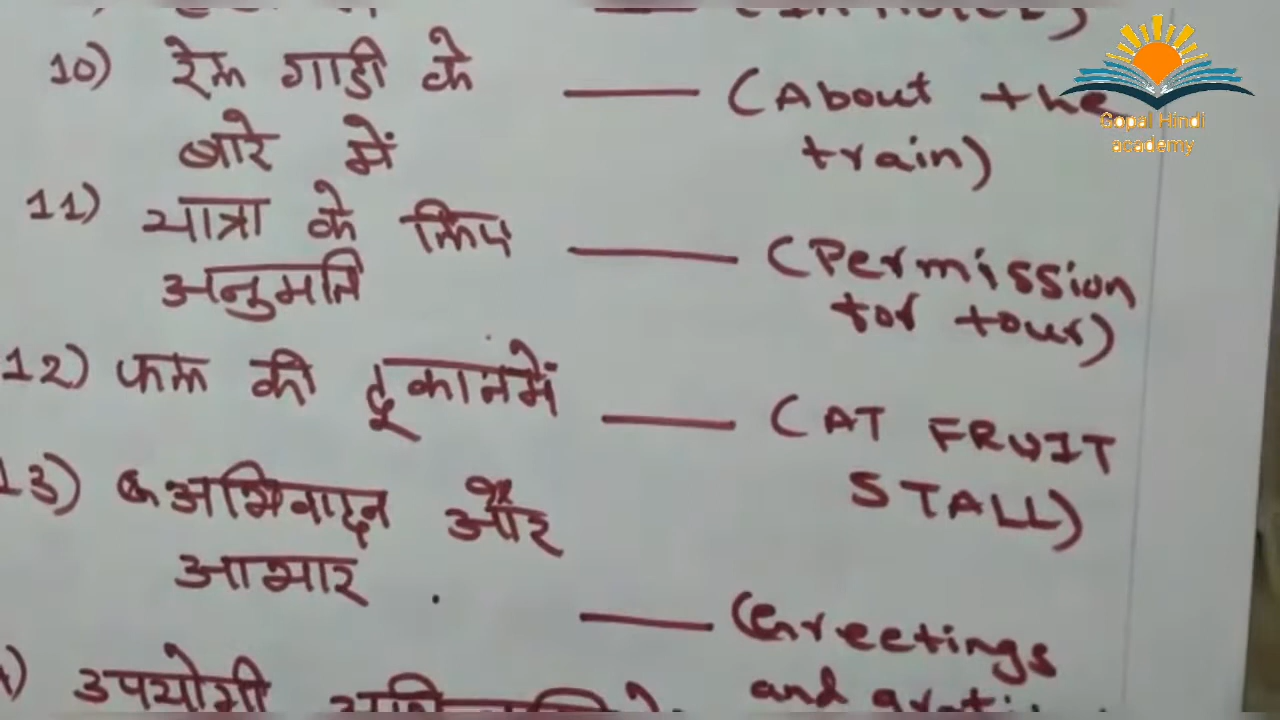 10) रेल गाडी के — (About the
बारे में train)
11) यात्रा के लिए — (Permission
अनुमति for tour)
12) फल की दूकानमें — (AT FRUIT
STALL)
13) अभिवादन और
आभार — (Greetings
उपयोगी and
Gopal Hindi
academy